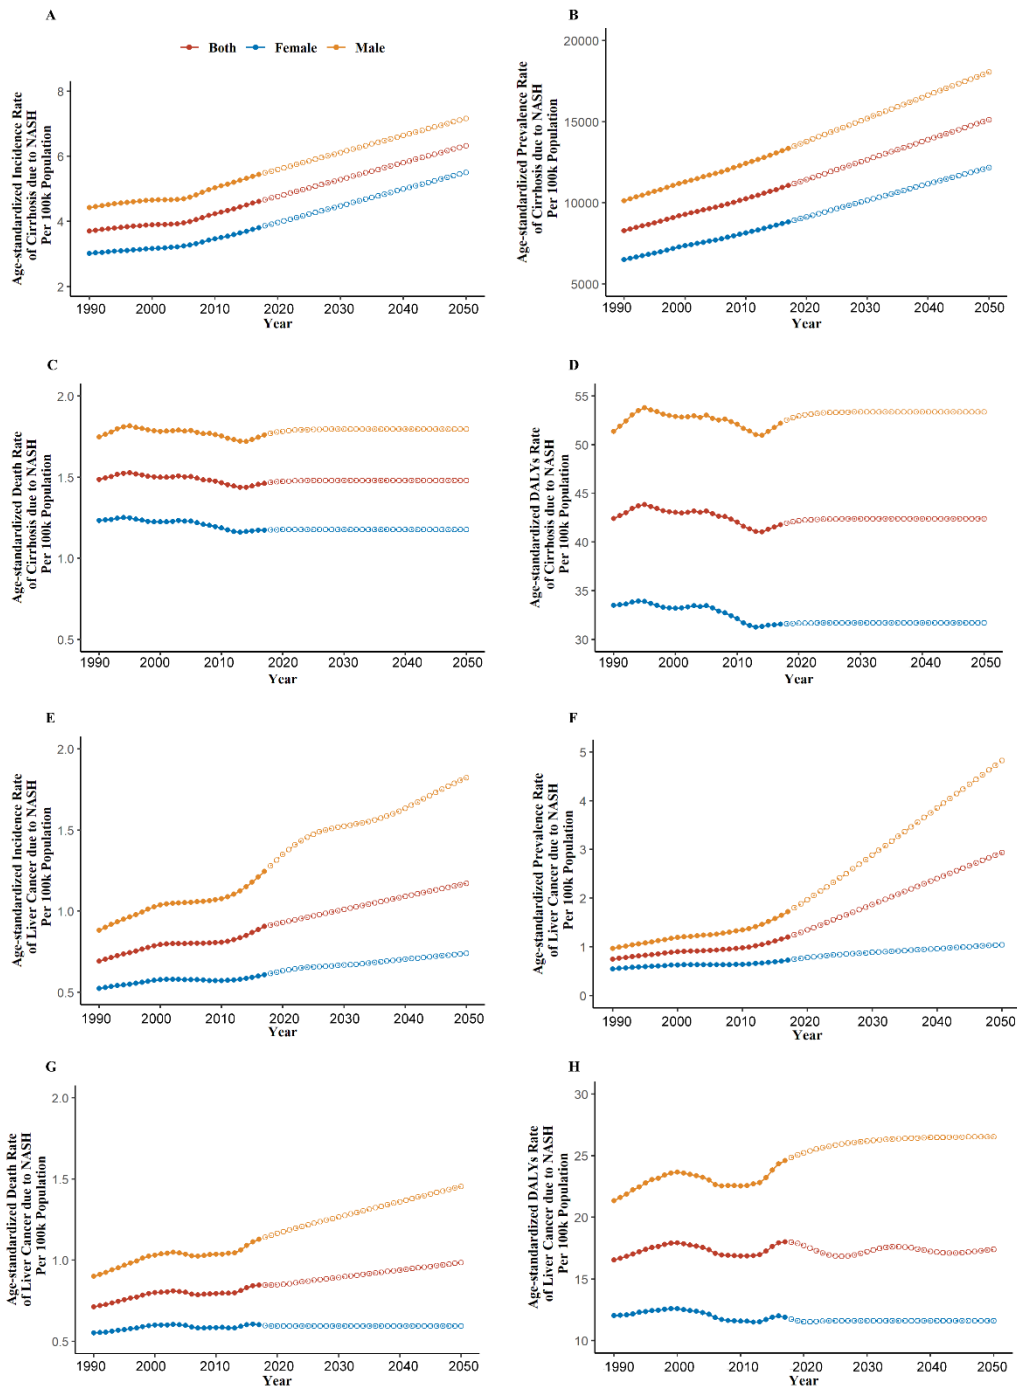 A
Both Female Male
Age-standardized Incidence Rate
of Cirrhosis due to NASH
Per 100k Population
8
6
4
2
1990 2000 2010 2020 2030 2040 2050
Year
B
Age-standardized Prevalence Rate
of Cirrhosis due to NASH
Per 100k Population
20000
15000
10000
5000
1990 2000 2010 2020 2030 2040 2050
Year
C
Age-standardized Death Rate
of Cirrhosis due to NASH
Per 100k Population
2.0
1.5
1.0
0.5
1990 2000 2010 2020 2030 2040 2050
Year
D
Age-standardized DALYs Rate
of Cirrhosis due to NASH
Per 100k Population
55
50
45
40
35
30
1990 2000 2010 2020 2030 2040 2050
Year
E
Age-standardized Incidence Rate
of Liver Cancer due to NASH
Per 100k Population
2.0
1.5
1.0
0.5
1990 2000 2010 2020 2030 2040 2050
Year
F
Age-standardized Prevalence Rate
of Liver Cancer due to NASH
Per 100k Population
5
4
3
2
1
0
1990 2000 2010 2020 2030 2040 2050
Year
G
Age-standardized Death Rate
of Liver Cancer due to NASH
Per 100k Population
2.0
1.5
1.0
0.5
1990 2000 2010 2020 2030 2040 2050
Year
H
Age-standardized DALYs Rate
of Liver Cancer due to NASH
Per 100k Population
30
25
20
15
10
1990 2000 2010 2020 2030 2040 2050
Year